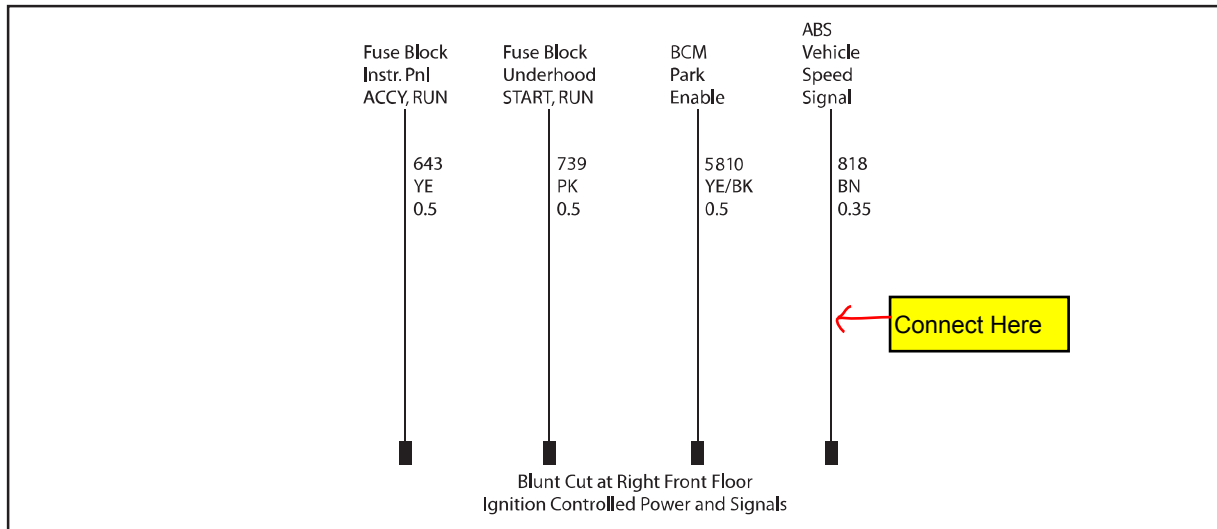 Fuse Block
Instr. Pnl
ACCY, RUN
Fuse Block
Underhood
START, RUN
BCM
Park
Enable
ABS
Vehicle
Speed
Signal
643
YE
0.5
739
PK
0.5
5810
YE/BK
0.5
818
BN
0.35
Connect Here
Blunt Cut at Right Front Floor
Ignition Controlled Power and Signals